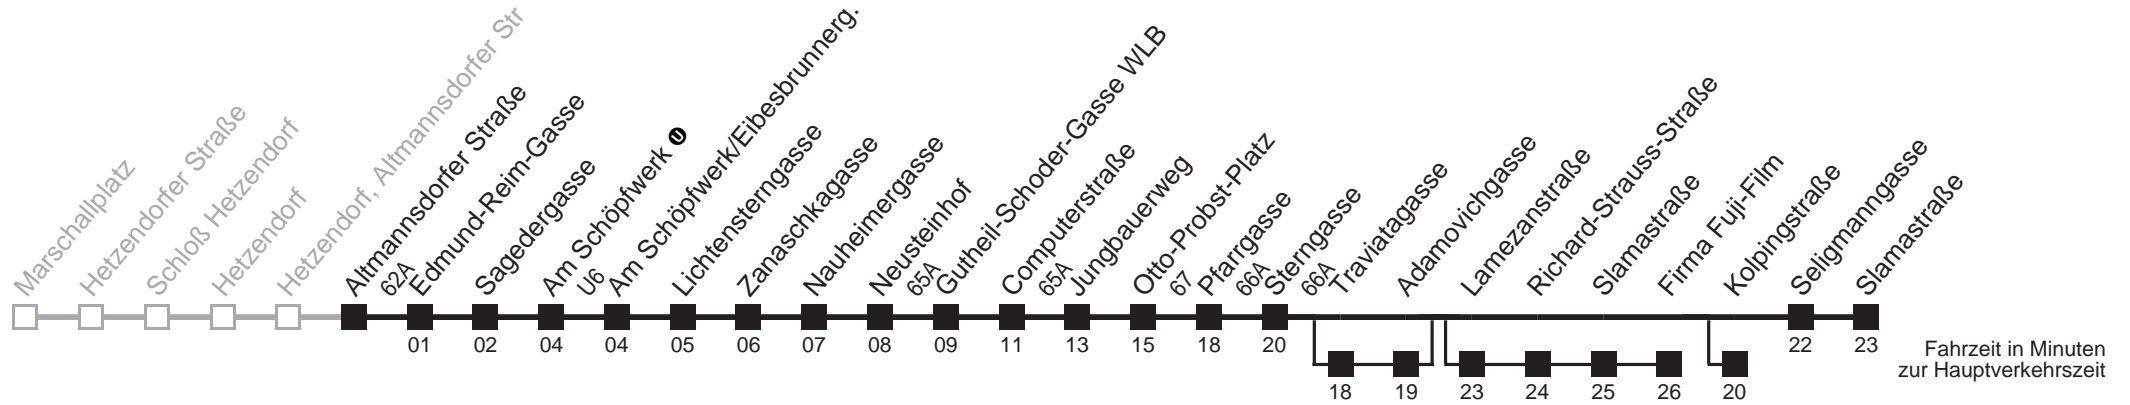 Marschallplatz
Hetzendorfer Straße
Schloß Hetzendorf
Hetzendorf
Hetzendorf, Altmannsdorfer Str
Altmannsdorfer Straße
62A
Edmund-Reim-Gasse
Sagedergasse
Am Schöpfwerk U
U6
Am Schöpfwerk/Eibesbrunnerg.
Lichtensterngasse
Zanaschkagasse
Nauheimergasse
Neusteinhof
65A
Gutheil-Schoder-Gasse WLB
Computerstraße
65A
Jungbauerweg
Otto-Probst-Platz
67
Pfarrgasse
66A
Sterngasse
66A
Traviatagasse
Adamovichgasse
Lamezanstraße
Richard-Strauss-Straße
Slamastraße
Firma Fuji-Film
Kolpingstraße
Seligmanngasse
Slamastraße
01 02 04 04 05 06 07 08 09 11 13 15 18 20 22 23
18 19 23 24 25 26 20
Fahrzeit in Minuten
zur Hauptverkehrszeit